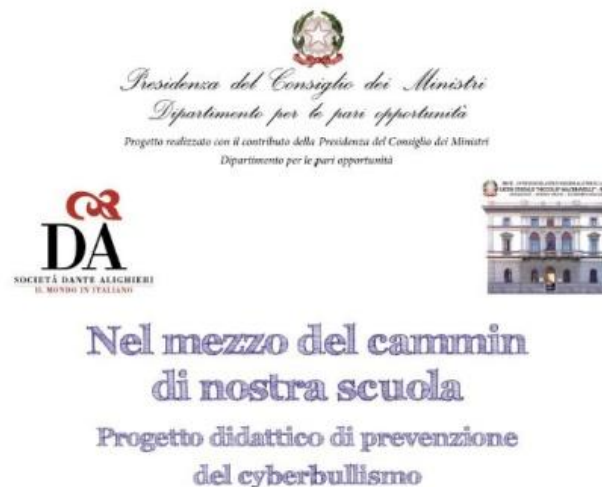 Presidenza del Consiglio dei Ministri
Dipartimento per le pari opportunità
Progetto realizzato con il contributo della Presidenza del Consiglio dei Ministri
Dipartimento per le pari opportunità
DA
SOCIETÀ DANTE ALIGHIERI
IL MONDO IN ITALIANO
Nel mezzo del cammin
di nostra scuola
Progetto didattico di prevenzione
del cyberbullismo